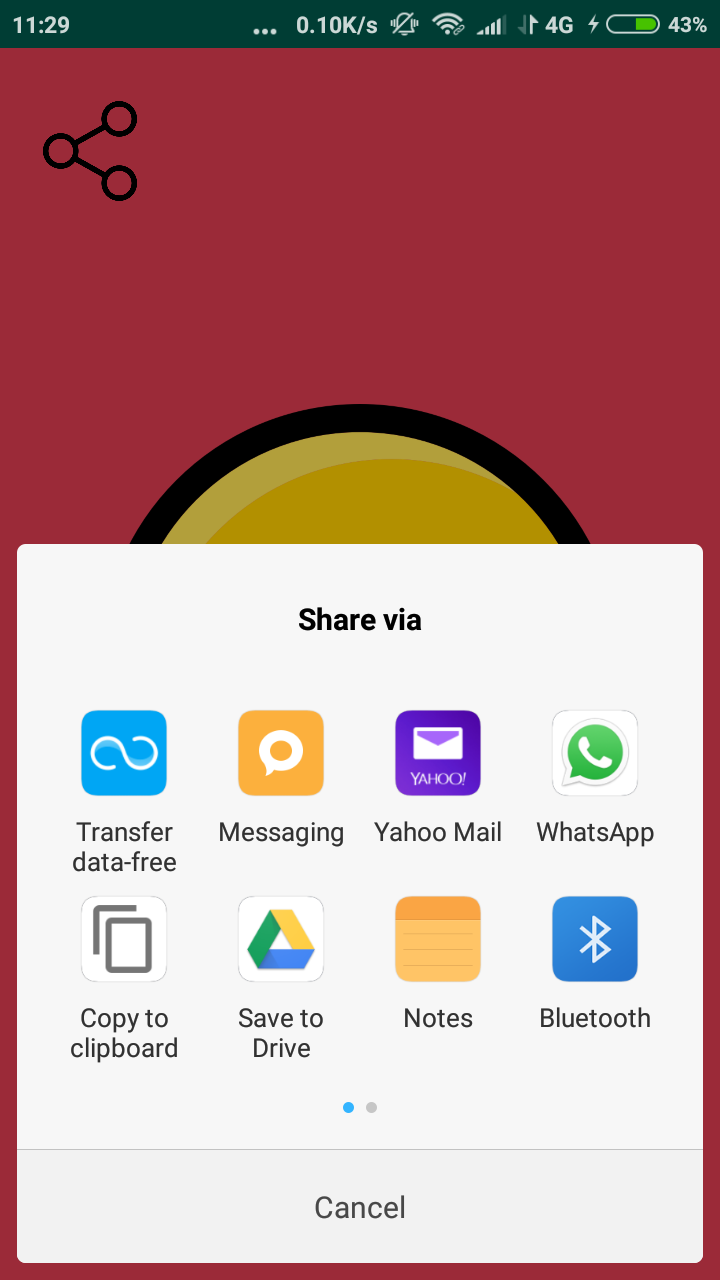 11:29 ... 0.10K/s 4G 43%
Share via
Transfer data-free
Messaging
Yahoo Mail
WhatsApp
YAHOO!
Copy to clipboard
Save to Drive
Notes
Bluetooth
Cancel